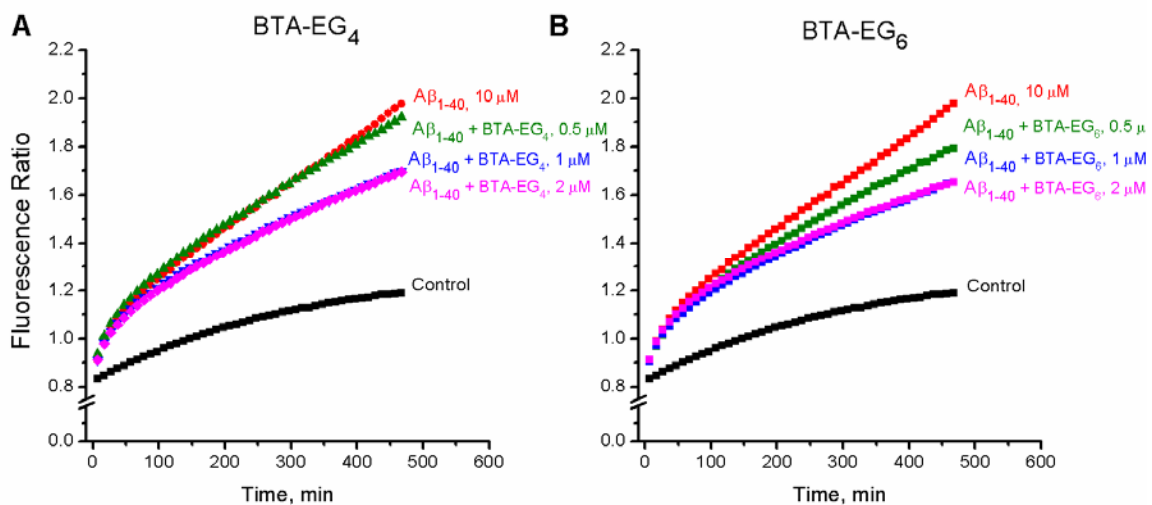 A
BTA-EG4
2.2
2.0
1.8
1.6
1.4
1.2
1.0
0.8
0.0
Fluorescence Ratio
Aβ1-40, 10 μM
Aβ1-40 + BTA-EG4, 0.5 μM
Aβ1-40 + BTA-EG4, 1 μM
Aβ1-40 + BTA-EG4, 2 μM
Control
0 100 200 300 400 500 600
Time, min
B
BTA-EG6
2.2
2.0
1.8
1.6
1.4
1.2
1.0
0.8
0.0
Aβ1-40, 10 μM
Aβ1-40 + BTA-EG6, 0.5 μ
Aβ1-40 + BTA-EG6, 1 μM
Aβ1-40 + BTA-EG6, 2 μM
Control
0 100 200 300 400 500 600
Time, min